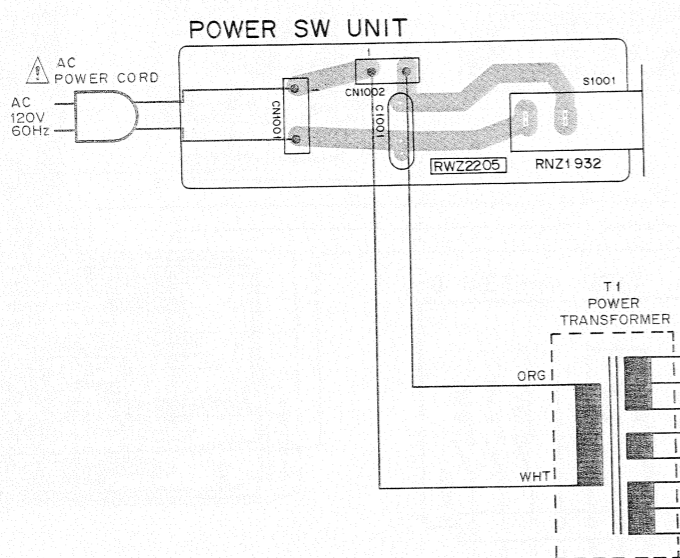 POWER SW UNIT
AC
POWER CORD
AC
120V
60Hz
1
CN1002
S1001
CN1001
C1001
RWZ2205
RNZ1932
T1
POWER
TRANSFORMER
ORG
WHT